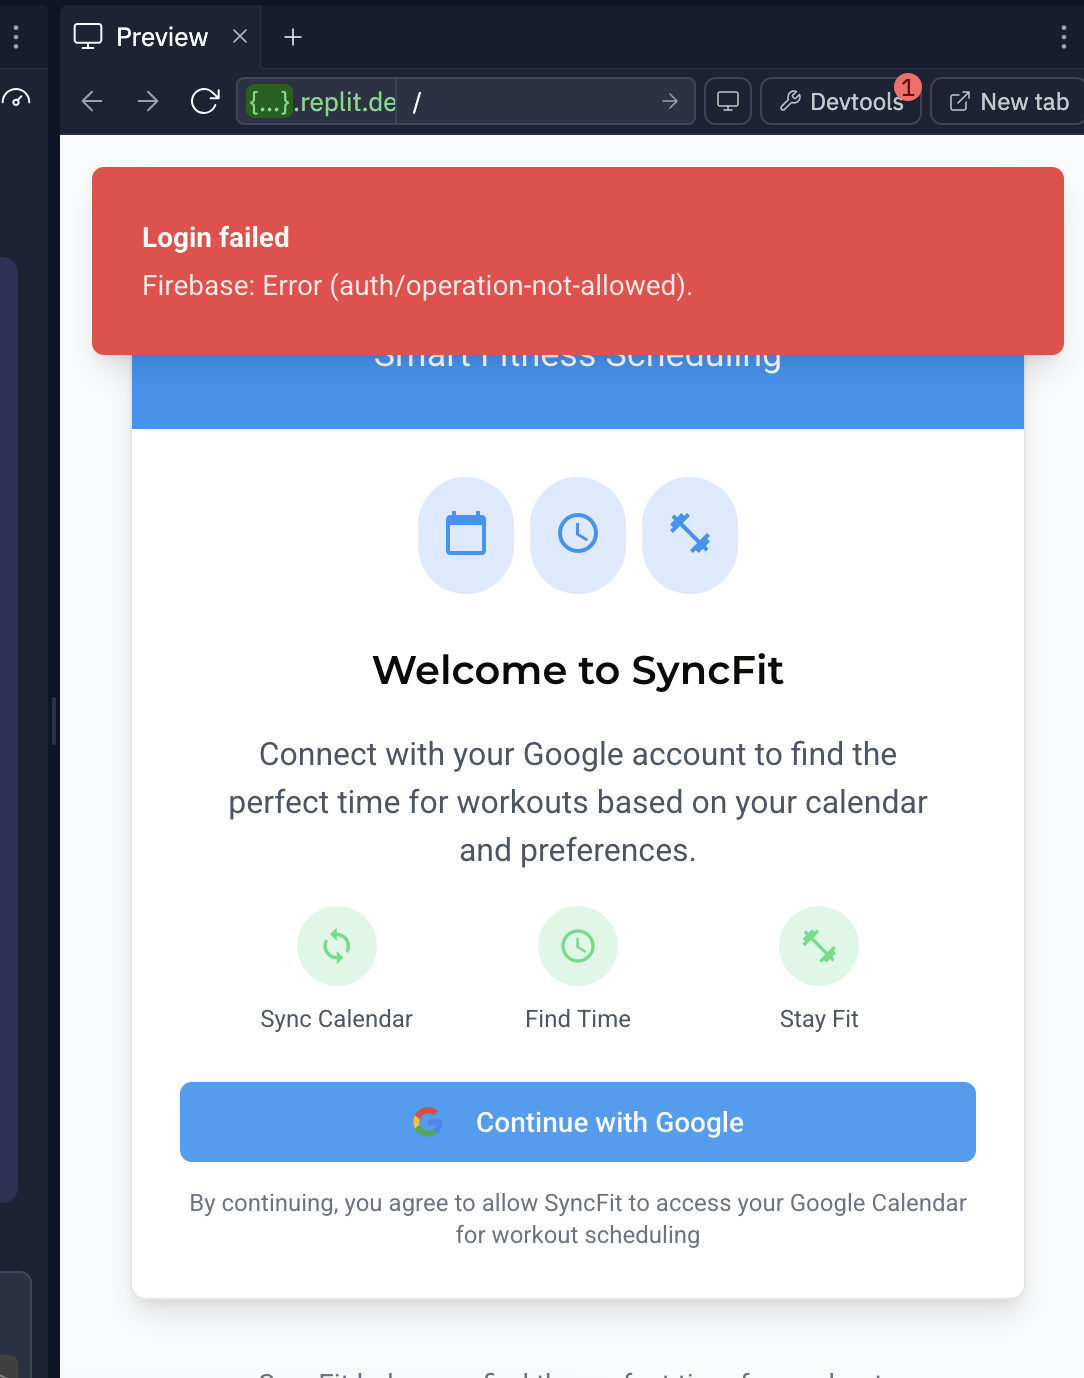 Preview
{...}.replit.de /
Devtools
1
New tab
Login failed
Firebase: Error (auth/operation-not-allowed).
Smart Fitness Scheduling
Welcome to SyncFit
Connect with your Google account to find the
perfect time for workouts based on your calendar
and preferences.
Sync Calendar
Find Time
Stay Fit
Continue with Google
By continuing, you agree to allow SyncFit to access your Google Calendar
for workout scheduling